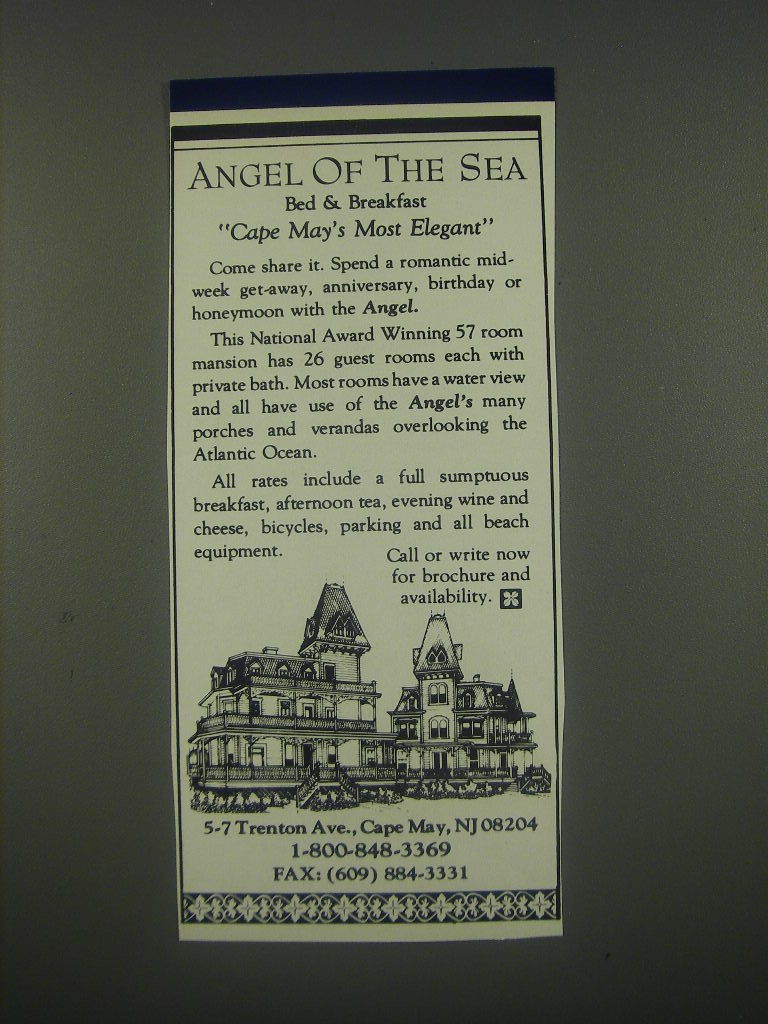 ANGEL OF THE SEA
Bed & Breakfast
"Cape May's Most Elegant"
Come share it. Spend a romantic mid-
week get-away, anniversary, birthday or
honeymoon with the Angel.
This National Award Winning 57 room
mansion has 26 guest rooms each with
private bath. Most rooms have a water view
and all have use of the Angel's many
porches and verandas overlooking the
Atlantic Ocean.
All rates include a full sumptuous
breakfast, afternoon tea, evening wine and
cheese, bicycles, parking and all beach
equipment.
Call or write now
for brochure and
availability.
5-7 Trenton Ave., Cape May, NJ 08204
1-800-848-3369
FAX: (609) 884-3331